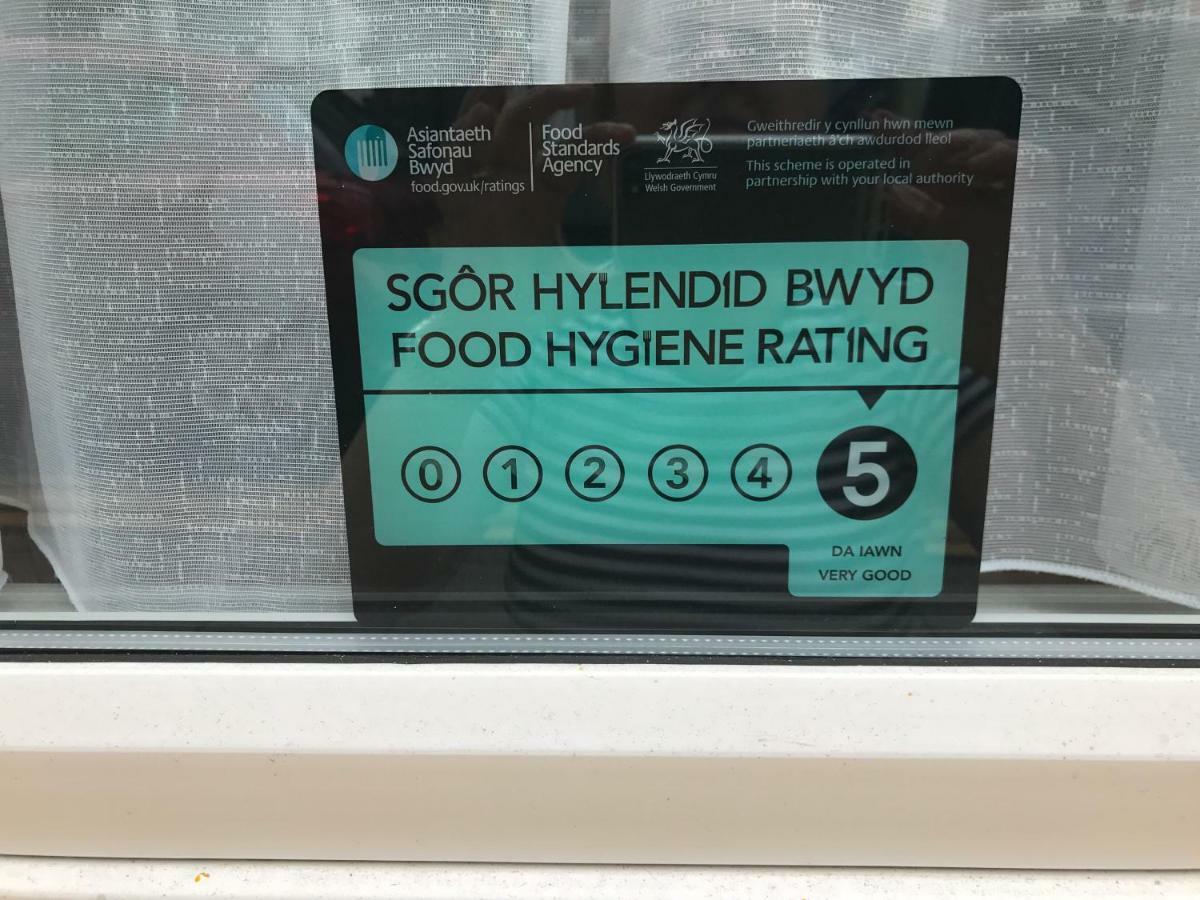 Asiantaeth
Safonau
Bwyd
food.gov.uk/ratings
Food
Standards
Agency
Llywodraeth Cymru
Welsh Government
Gweithredir y cynllun hwn mewn
partneriaeth â'ch awdurdod lleol
This scheme is operated in
partnership with your local authority
SGÔR HYLENDID BWYD
FOOD HYGIENE RATING
0 1 2 3 4 5
DA IAWN
VERY GOOD